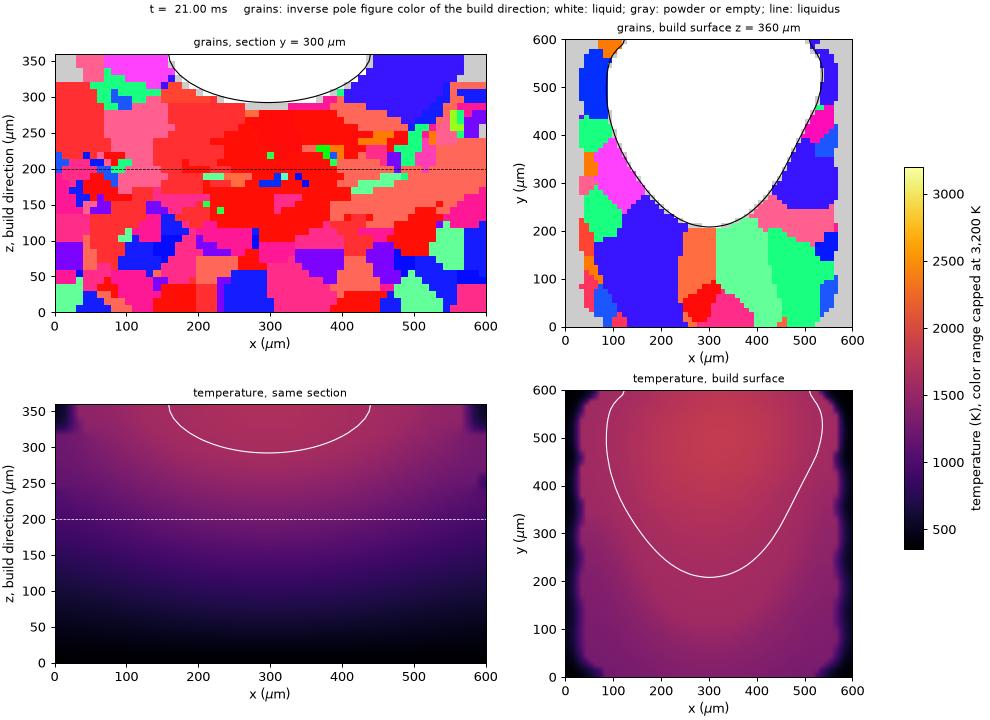 t =  21.00 ms    grains: inverse pole figure color of the build direction; white: liquid; gray: powder or empty; line: liquidus
grains, section y = 300 μm
350
300
250
200
150
100
50
0
z, build direction (μm)
0 100 200 300 400 500 600
x (μm)
grains, build surface z = 360 μm
600
500
400
300
200
100
0
y (μm)
0 100 200 300 400 500 600
x (μm)
temperature, same section
350
300
250
200
150
100
50
0
z, build direction (μm)
0 100 200 300 400 500 600
x (μm)
temperature, build surface
600
500
400
300
200
100
0
y (μm)
0 100 200 300 400 500 600
x (μm)
3000
2500
2000
1500
1000
500
temperature (K), color range capped at 3,200 K